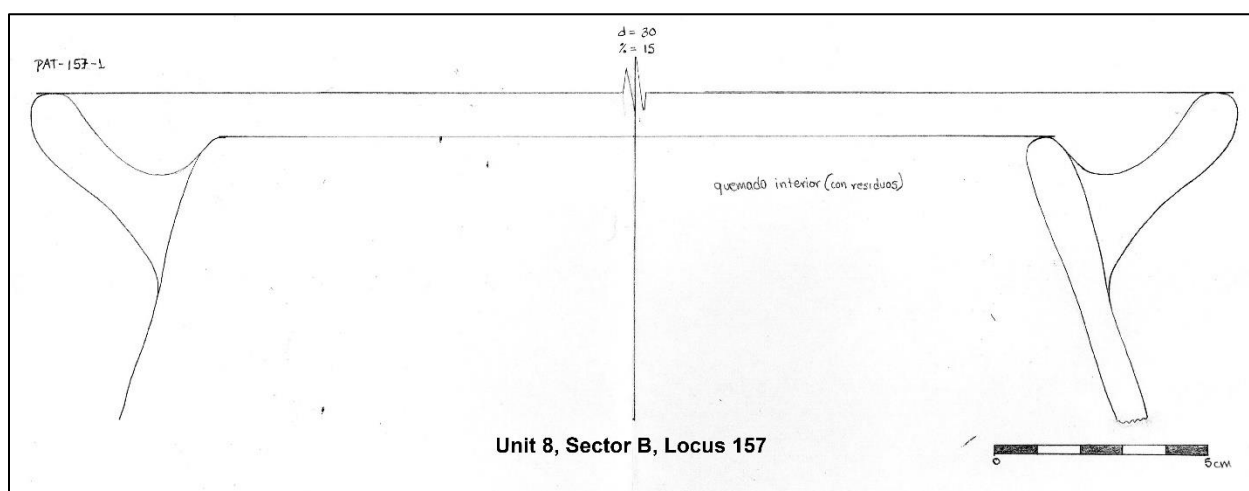 d = 30
% = 15
PAT-157-1
quemado interior (con residuos)
Unit 8, Sector B, Locus 157
0 5cm